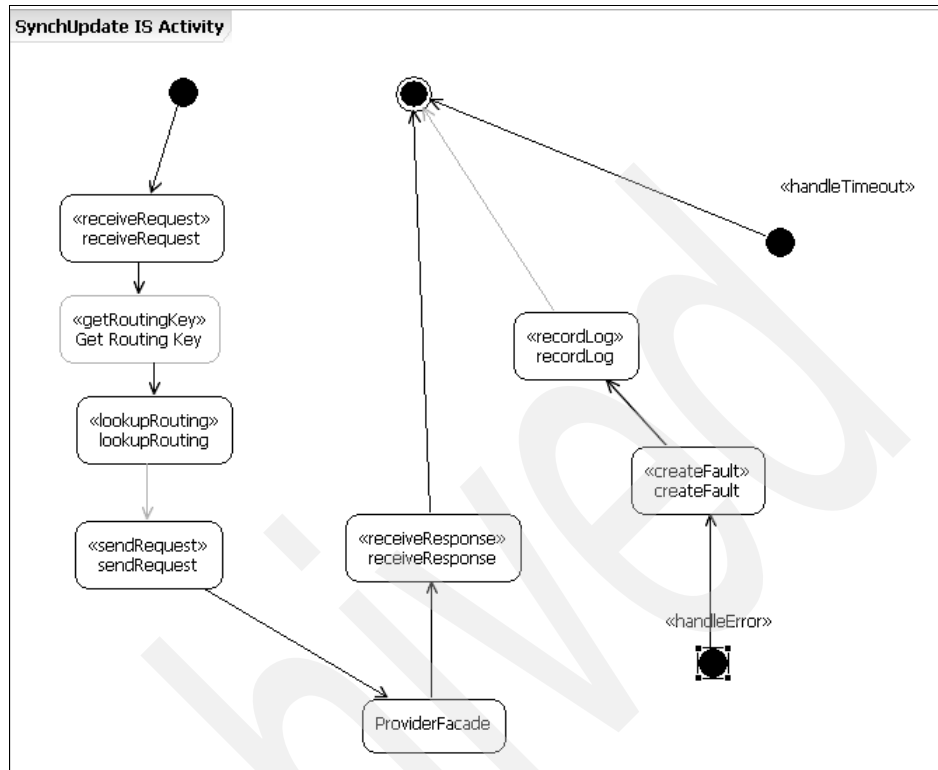 SynchUpdate IS Activity
«handleTimeout»
«receiveRequest»
receiveRequest
«getRoutingKey»
Get Routing Key
«lookupRouting»
lookupRouting
«sendRequest»
sendRequest
«receiveResponse»
receiveResponse
ProviderFacade
«recordLog»
recordLog
«createFault»
createFault
«handleError»
hived